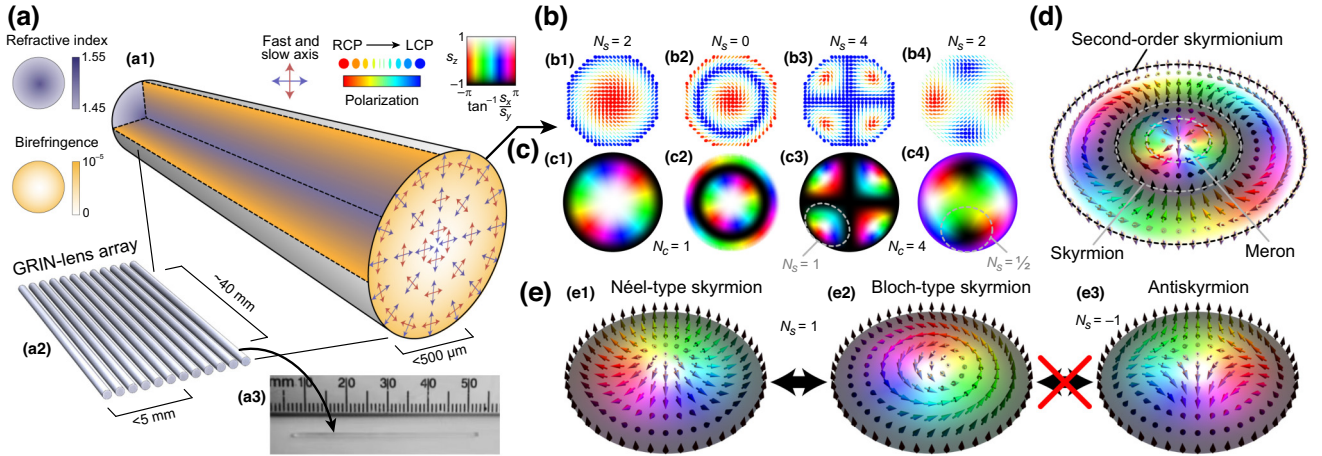 (a)
Refractive index
1.55
1.45
(a1)
Fast and
slow axis
RCP
LCP
Polarization
s_z
1
−1
−π
π
tan⁻¹ s_x/s_y
Birefringence
10⁻⁵
0
GRIN-lens array
~40 mm
(a2)
<5 mm
<500 μm
(a3)
mm 10 20 30 40 50
(b)
N_s = 2
N_s = 0
N_s = 4
N_s = 2
(b1)
(b2)
(b3)
(b4)
(c)
(c1)
(c2)
(c3)
(c4)
N_c = 1
N_s = 1
N_c = 4
N_s = ½
(d)
Second-order skyrmionium
Skyrmion
Meron
(e)
(e1)
Néel-type skyrmion
N_s = 1
(e2)
Bloch-type skyrmion
(e3)
Antiskyrmion
N_s = −1